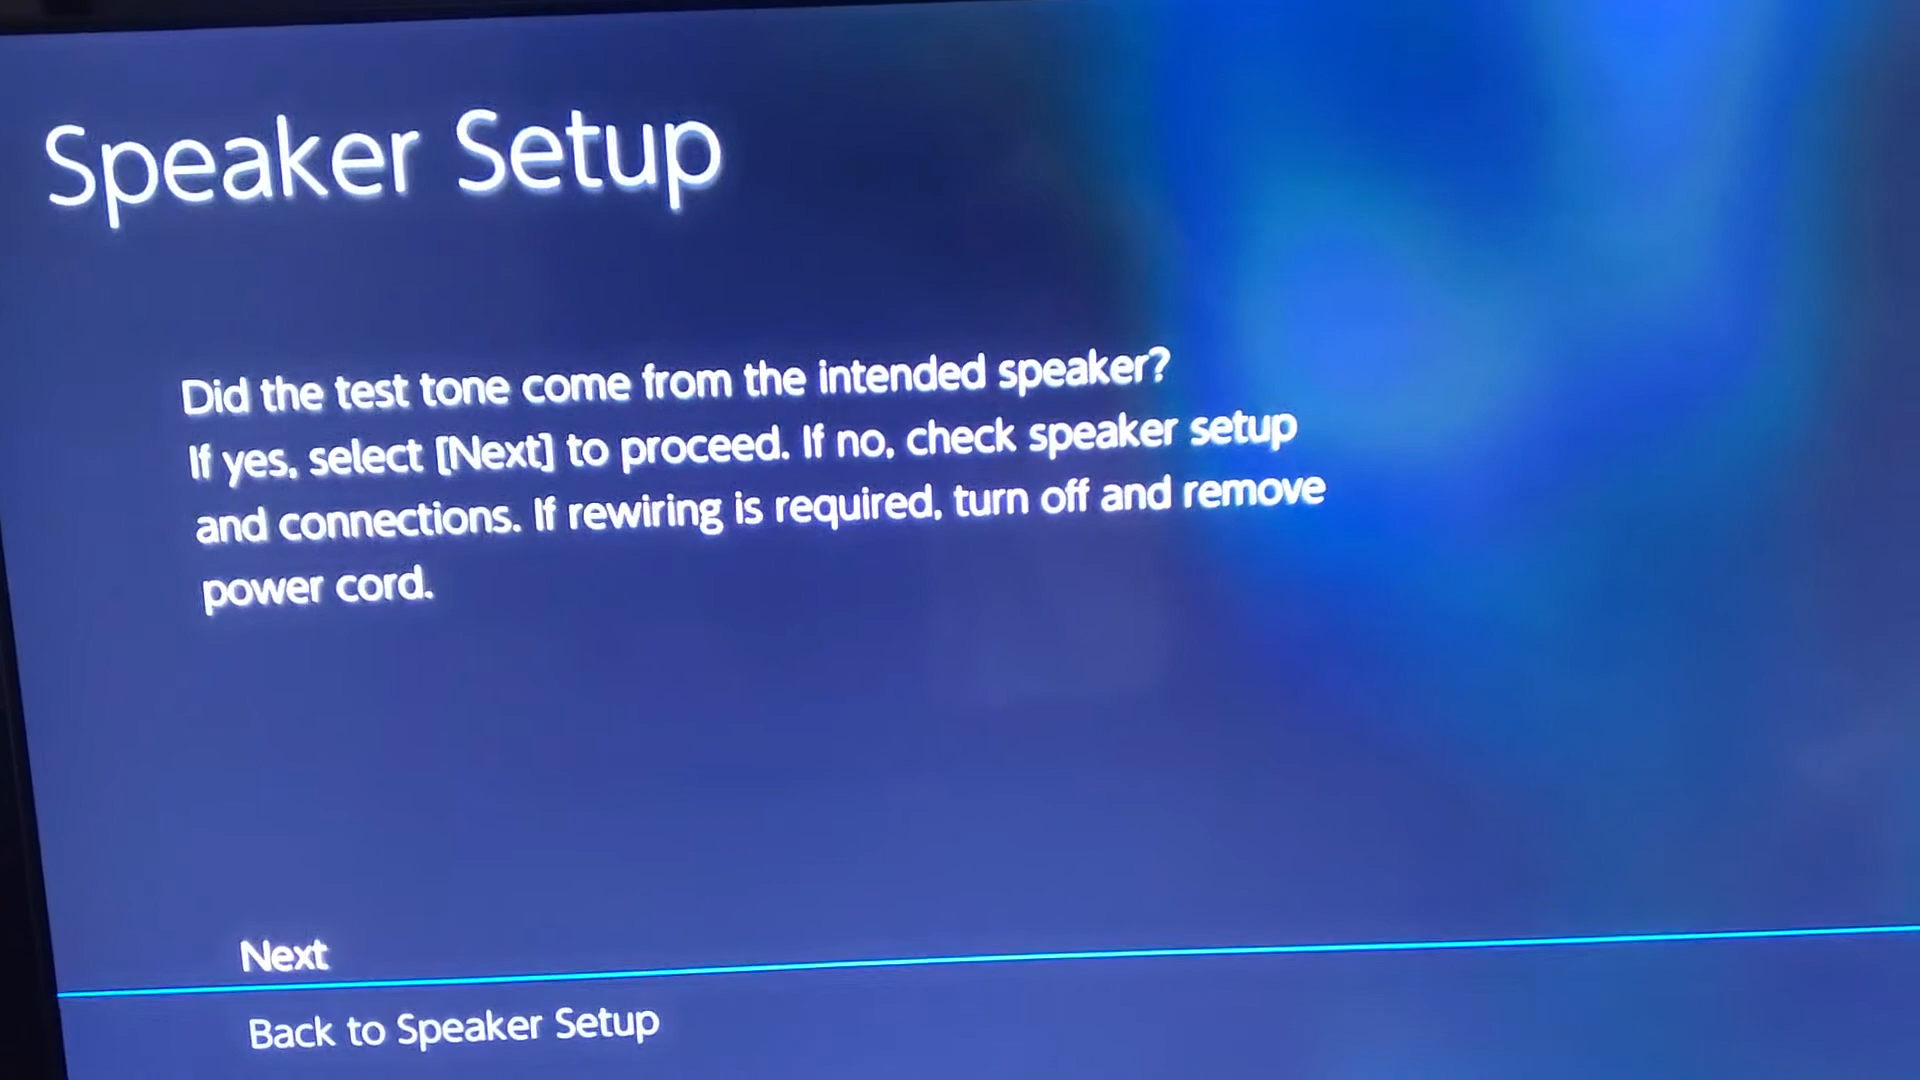 Speaker Setup
Did the test tone come from the intended speaker?
If yes, select [Next] to proceed. If no, check speaker setup
and connections. If rewiring is required, turn off and remove
power cord.
Next
Back to Speaker Setup